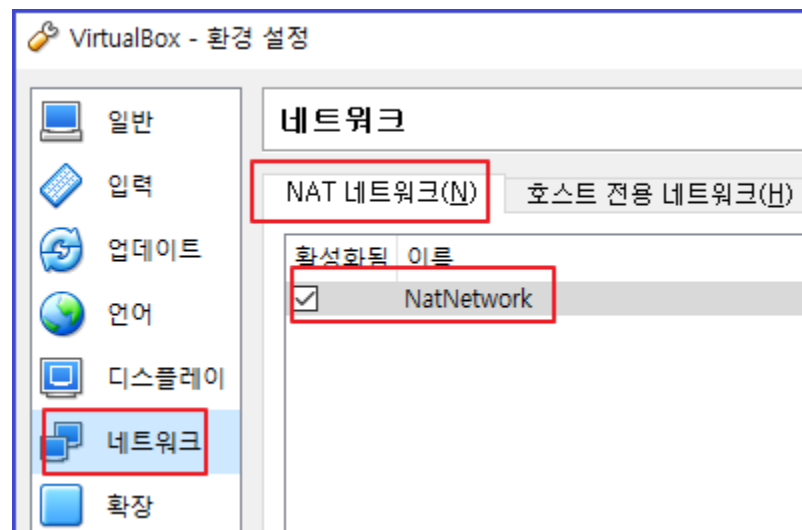 VirtualBox - 환경 설정
일반
입력
업데이트
언어
디스플레이
네트워크
확장
네트워크
NAT 네트워크(N)
호스트 전용 네트워크(H)
활성화됨 이름
NatNetwork